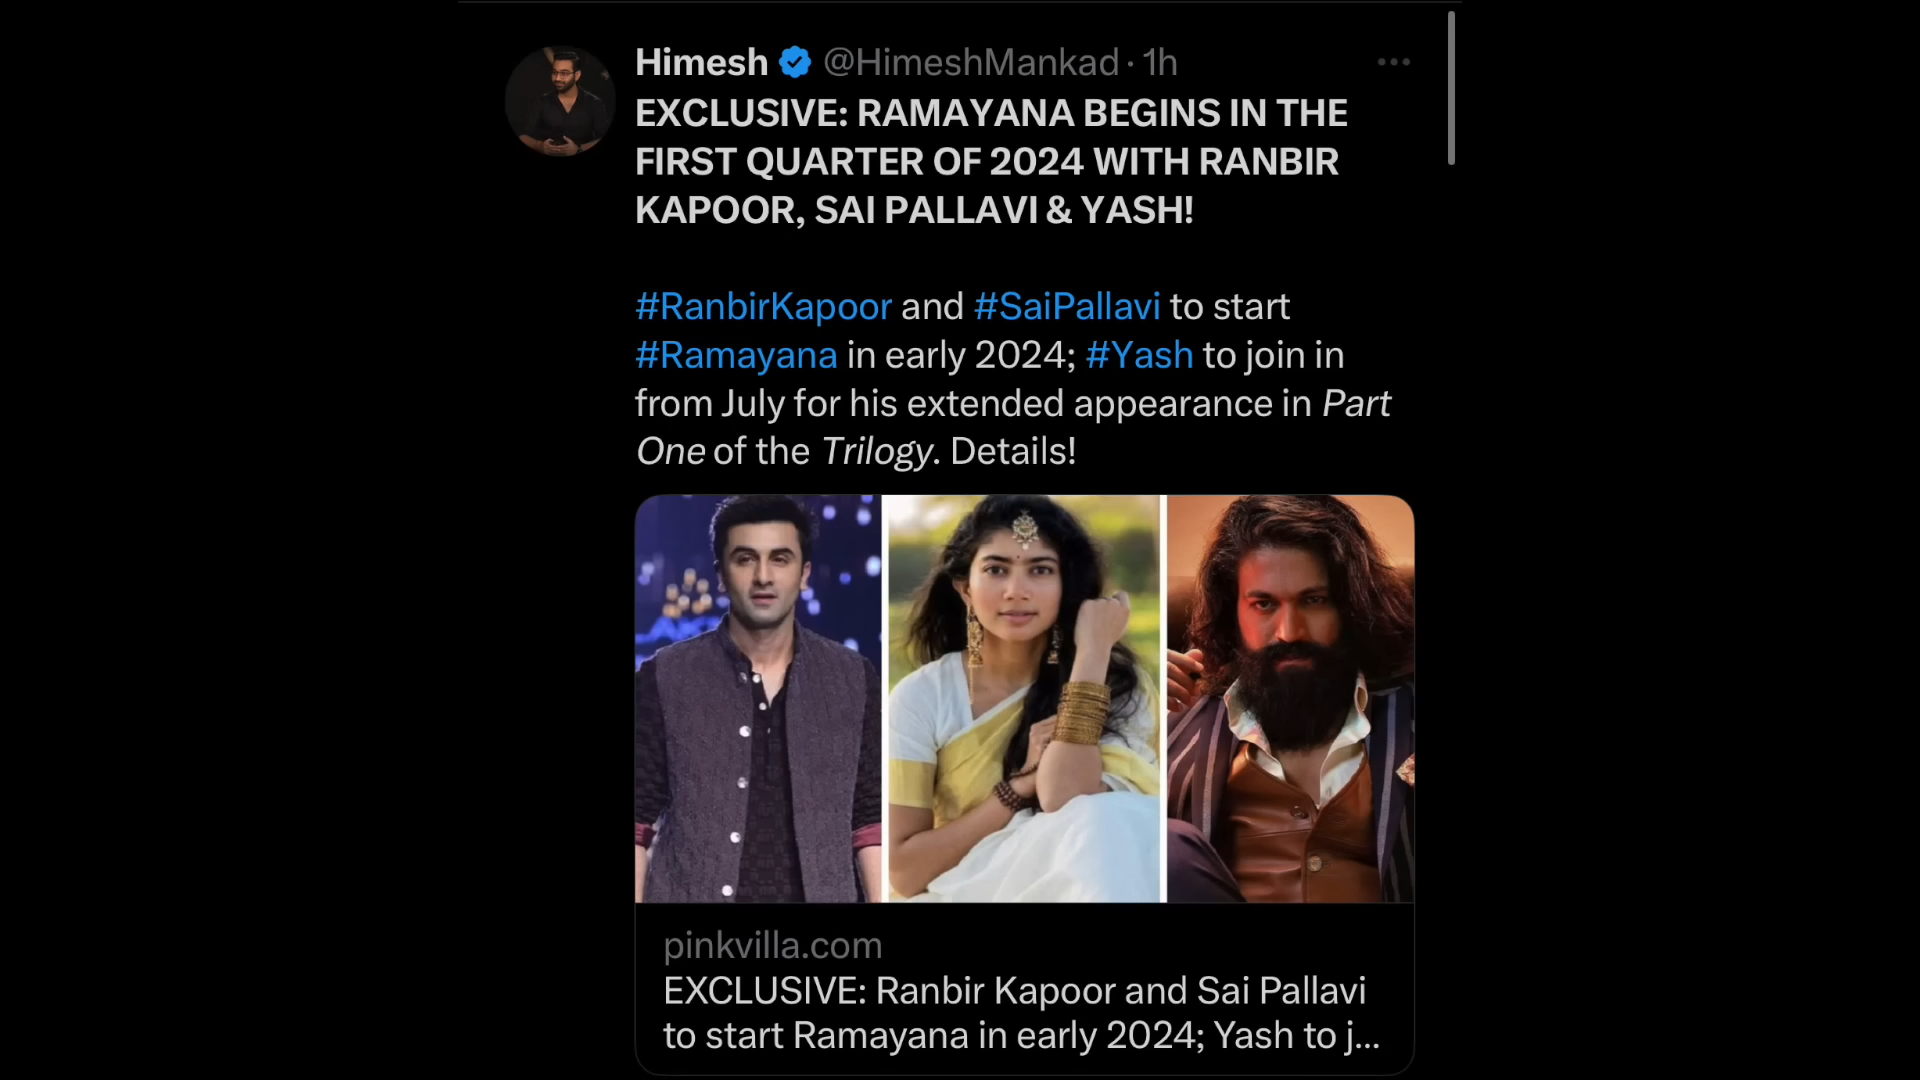 Himesh @HimeshMankad · 1h
EXCLUSIVE: RAMAYANA BEGINS IN THE
FIRST QUARTER OF 2024 WITH RANBIR
KAPOOR, SAI PALLAVI & YASH!
#RanbirKapoor and #SaiPallavi to start
#Ramayana in early 2024; #Yash to join in
from July for his extended appearance in Part
One of the Trilogy. Details!
pinkvilla.com
EXCLUSIVE: Ranbir Kapoor and Sai Pallavi
to start Ramayana in early 2024; Yash to j...